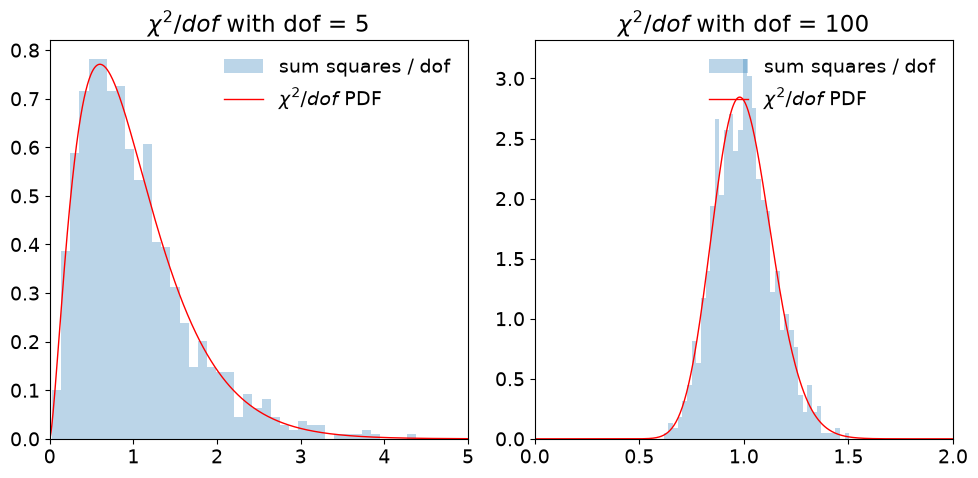 χ²/dof with dof = 5
0.8
0.7
0.6
0.5
0.4
0.3
0.2
0.1
0.0
0 1 2 3 4 5
sum squares / dof
χ²/dof PDF
χ²/dof with dof = 100
3.0
2.5
2.0
1.5
1.0
0.5
0.0
0.0 0.5 1.0 1.5 2.0
sum squares / dof
χ²/dof PDF